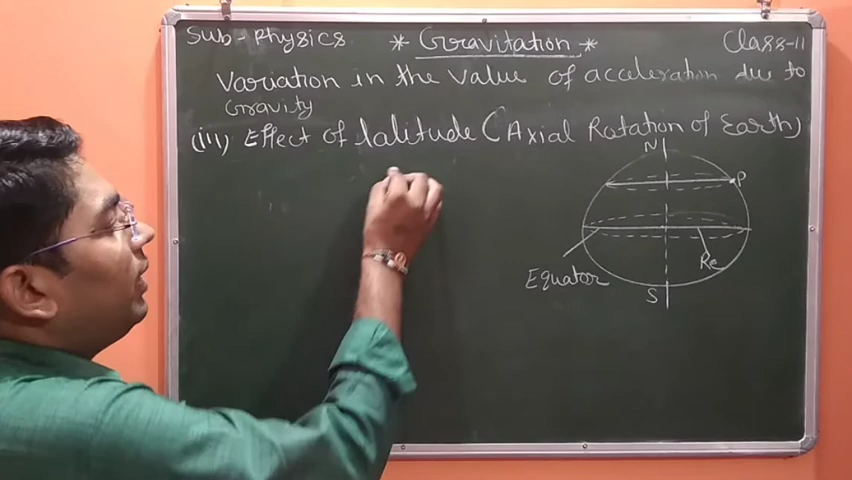 Sub - Physics * Gravitation * Class-11
Variation in the value of acceleration due to
Gravity
(iii) Effect of lalitude (Axial Rotation of Earth)
N
P
Re
Equator
S